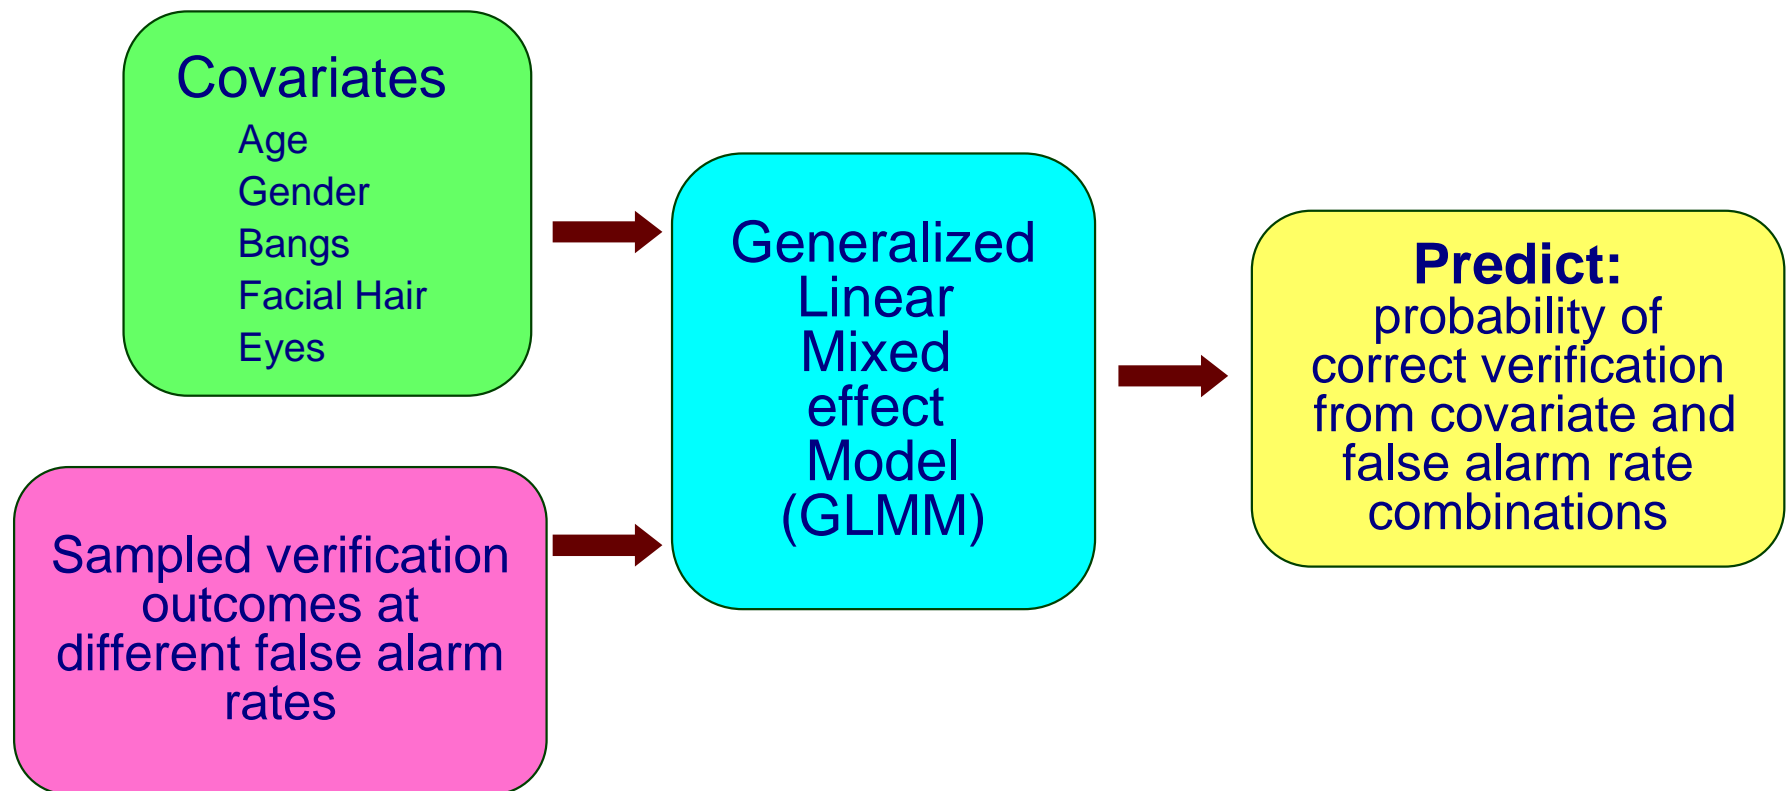 Covariates
Age
Gender
Bangs
Facial Hair
Eyes
Sampled verification
outcomes at
different false alarm
rates
Generalized
Linear
Mixed
effect
Model
(GLMM)
Predict:
probability of
correct verification
from covariate and
false alarm rate
combinations